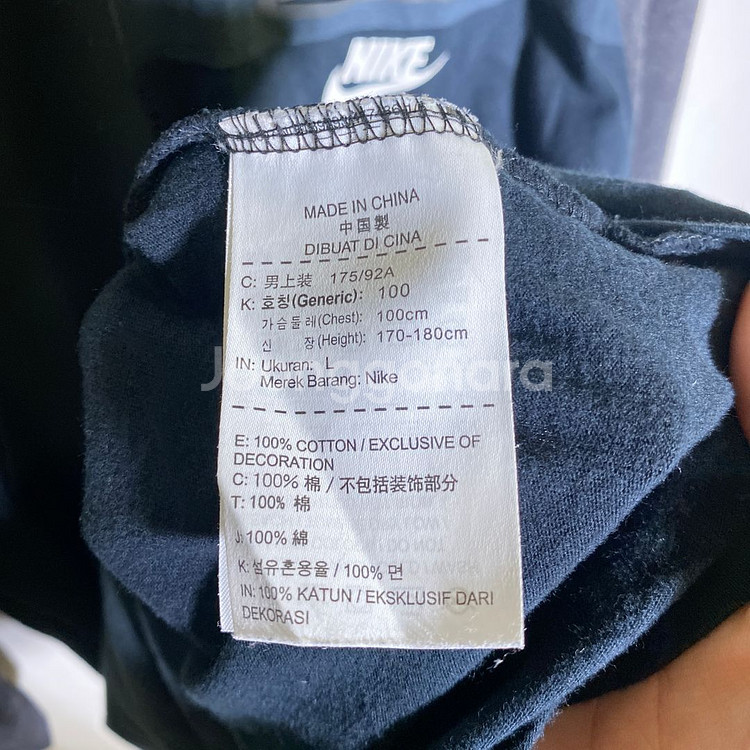 NIKE
MADE IN CHINA
中国製
DIBUAT DI CINA
C: 男上装 175/92A
K: 호칭(Generic): 100
가슴둘레(Chest): 100cm
신 장(Height): 170-180cm
IN: Ukuran: L
Merek Barang: Nike
E: 100% COTTON / EXCLUSIVE OF
DECORATION
C: 100% 棉 / 不包括装饰部分
T: 100% 棉
J: 100% 綿
K: 섬유혼용율 / 100% 면
IN: 100% KATUN / EKSKLUSIF DARI
DEKORASI